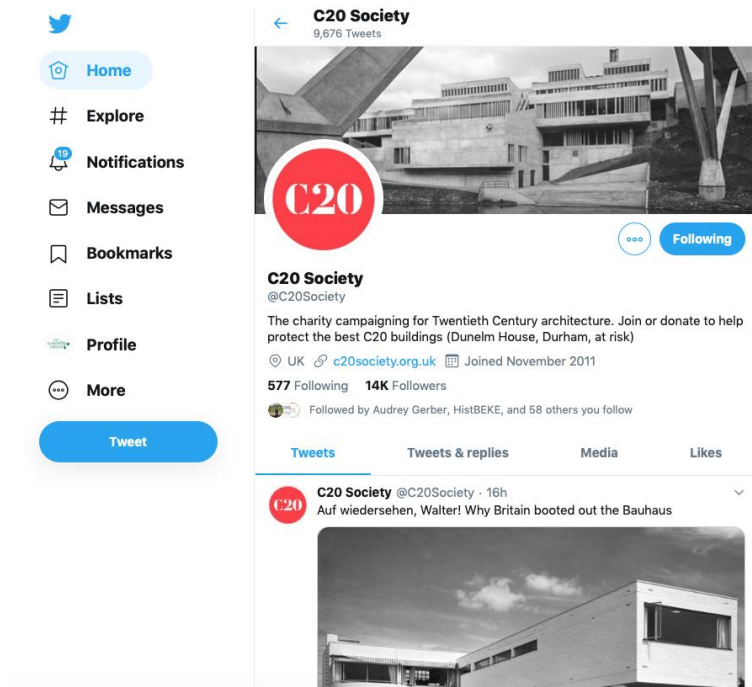 C20 Society
9,676 Tweets
Home
Explore
19
Notifications
Messages
Bookmarks
Lists
Profile
More
Tweet
C20
Following
C20 Society
@C20Society
The charity campaigning for Twentieth Century architecture. Join or donate to help
protect the best C20 buildings (Dunelm House, Durham, at risk)
UK c20society.org.uk Joined November 2011
577 Following 14K Followers
Followed by Audrey Gerber, HistBEKE, and 58 others you follow
Tweets Tweets & replies Media Likes
C20
C20 Society @C20Society · 16h
Auf wiedersehen, Walter! Why Britain booted out the Bauhaus